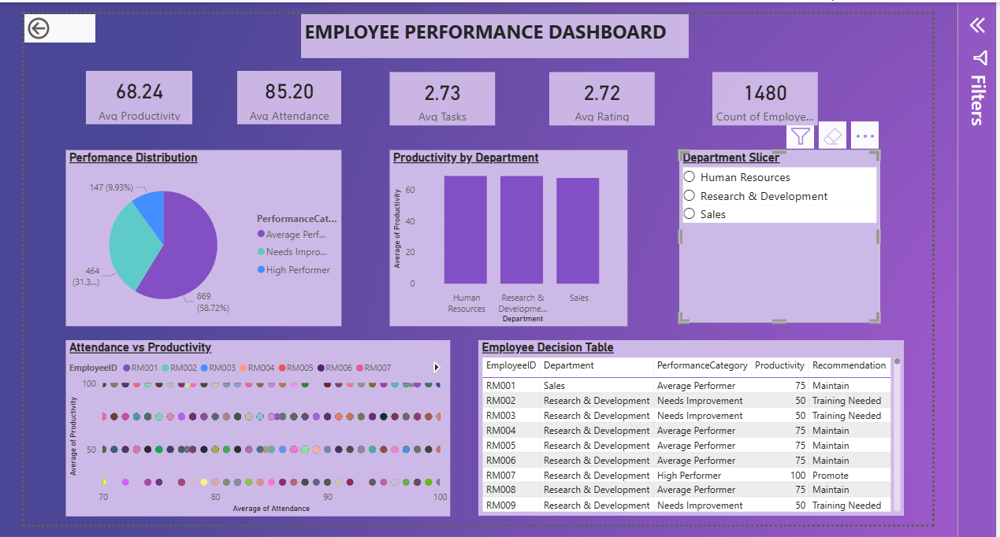 EMPLOYEE PERFORMANCE DASHBOARD
68.24
Avg Productivity
85.20
Avg Attendance
2.73
Avg Tasks
2.72
Avg Rating
1480
Count of Employe...
Filters
Perfomance Distribution
147 (9.93%)
464
(31.3...)
869
(58.72%)
PerformanceCat...
Average Perf...
Needs Impro...
High Performer
Productivity by Department
Average of Productivity
60
40
20
0
Human
Resources
Research &
Developme...
Sales
Department
Department Slicer
Human Resources
Research & Development
Sales
Attendance vs Productivity
EmployeeID RM001 RM002 RM003 RM004 RM005 RM006 RM007
Average of Productivity
100
50
70 80 90 100
Average of Attendance
Employee Decision Table
EmployeeID Department PerformanceCategory Productivity Recommendation
RM001 Sales Average Performer 75 Maintain
RM002 Research & Development Needs Improvement 50 Training Needed
RM003 Research & Development Needs Improvement 50 Training Needed
RM004 Research & Development Average Performer 75 Maintain
RM005 Research & Development Average Performer 75 Maintain
RM006 Research & Development Average Performer 75 Maintain
RM007 Research & Development High Performer 100 Promote
RM008 Research & Development Average Performer 75 Maintain
RM009 Research & Development Needs Improvement 50 Training Needed